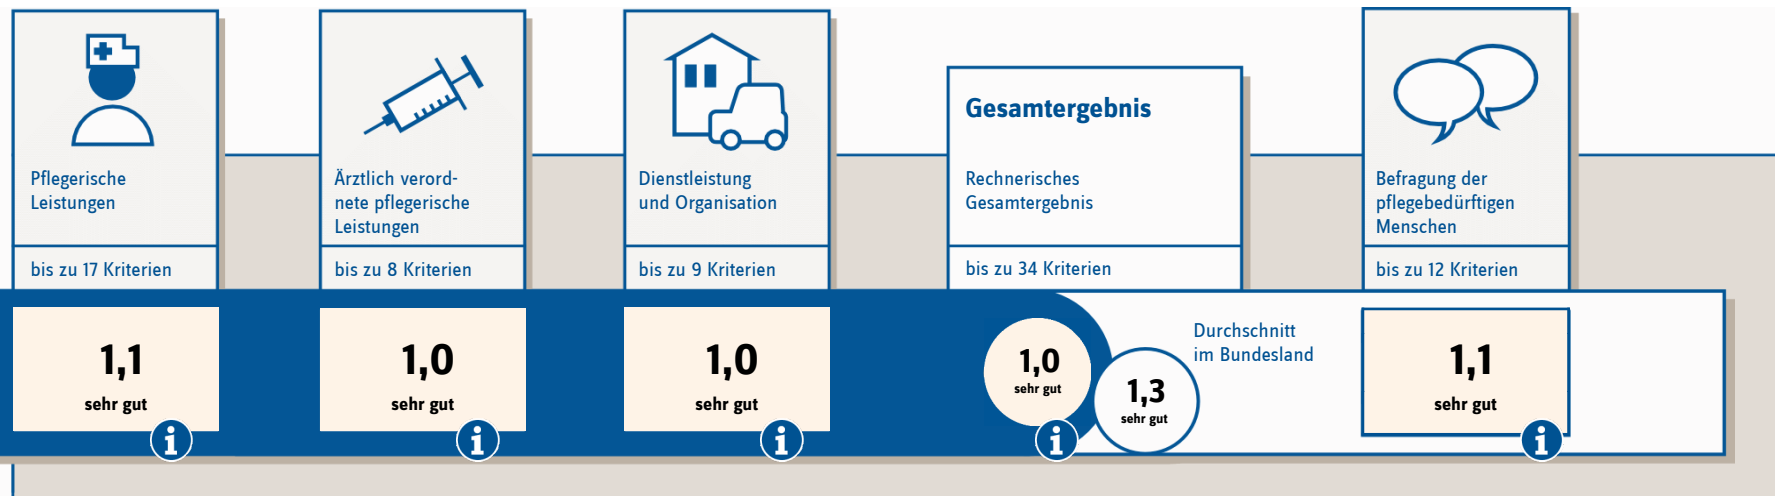 Pflegerische
Leistungen
bis zu 17 Kriterien
1,1
sehr gut
i
Ärztlich verord-
nete pflegerische
Leistungen
bis zu 8 Kriterien
1,0
sehr gut
i
Dienstleistung
und Organisation
bis zu 9 Kriterien
1,0
sehr gut
i
Gesamtergebnis
Rechnerisches
Gesamtergebnis
bis zu 34 Kriterien
1,0
sehr gut
i
1,3
sehr gut
Durchschnitt
im Bundesland
Befragung der
pflegebedürftigen
Menschen
bis zu 12 Kriterien
1,1
sehr gut
i